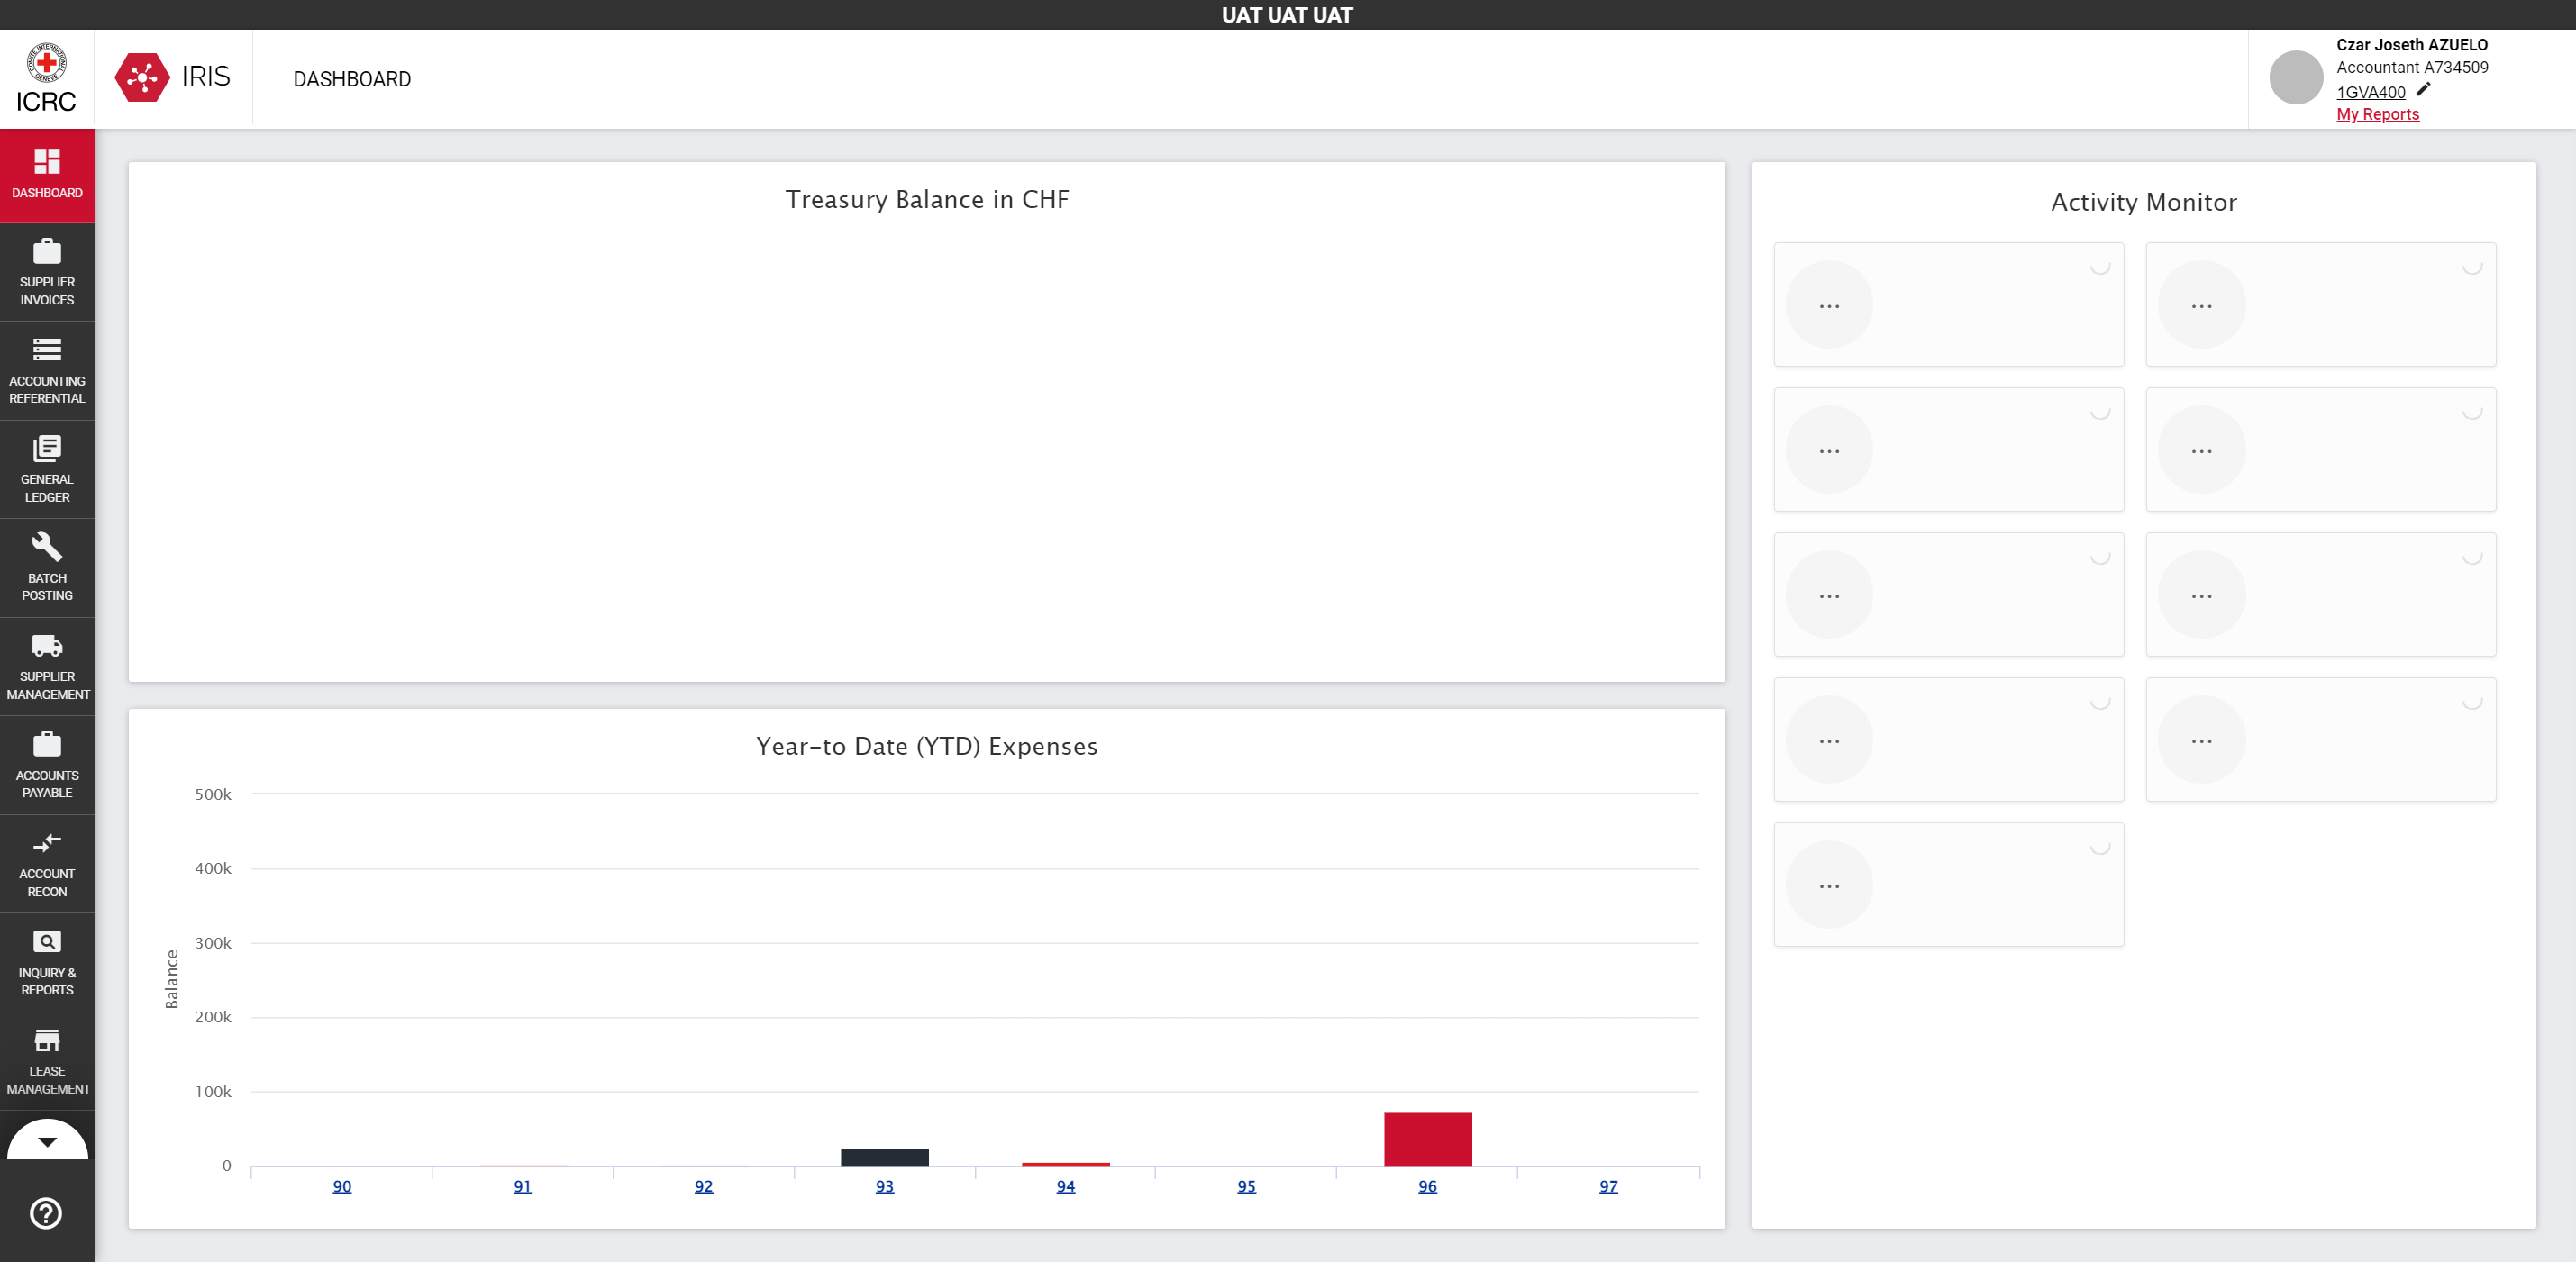 UAT UAT UAT
COMITE INTERNATIONAL GENEVE
ICRC
IRIS
DASHBOARD
Czar Joseth AZUELO
Accountant A734509
1GVA400
My Reports
DASHBOARD
SUPPLIER
INVOICES
ACCOUNTING
REFERENTIAL
GENERAL
LEDGER
BATCH
POSTING
SUPPLIER
MANAGEMENT
ACCOUNTS
PAYABLE
ACCOUNT
RECON
INQUIRY &
REPORTS
LEASE
MANAGEMENT
Treasury Balance in CHF
Year-to Date (YTD) Expenses
Balance
500k
400k
300k
200k
100k
0
90 91 92 93 94 95 96 97
Activity Monitor
... ...
... ...
... ...
... ...
...